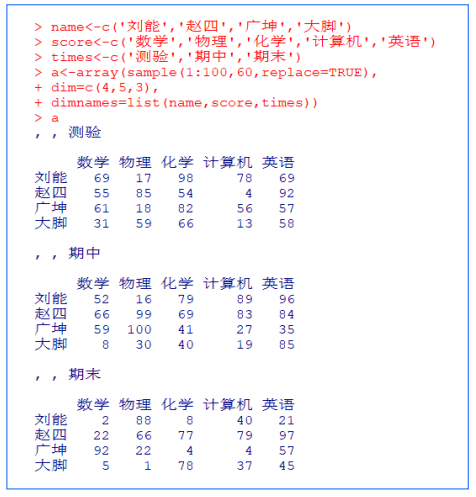 > name<-c('刘能','赵四','广坤','大脚')
> score<-c('数学','物理','化学','计算机','英语')
> times<-c('测验','期中','期末')
> a<-array(sample(1:100,60,replace=TRUE),
+ dim=c(4,5,3),
+ dimnames=list(name,score,times))
> a
, , 测验
数学 物理 化学 计算机 英语
刘能 69 17 98 78 69
赵四 55 85 54 4 92
广坤 61 18 82 56 57
大脚 31 59 66 13 58
, , 期中
数学 物理 化学 计算机 英语
刘能 52 16 79 89 96
赵四 66 99 69 83 84
广坤 59 100 41 27 35
大脚 8 30 40 19 85
, , 期末
数学 物理 化学 计算机 英语
刘能 2 88 8 40 21
赵四 22 66 77 79 97
广坤 92 22 4 4 57
大脚 5 1 78 37 45